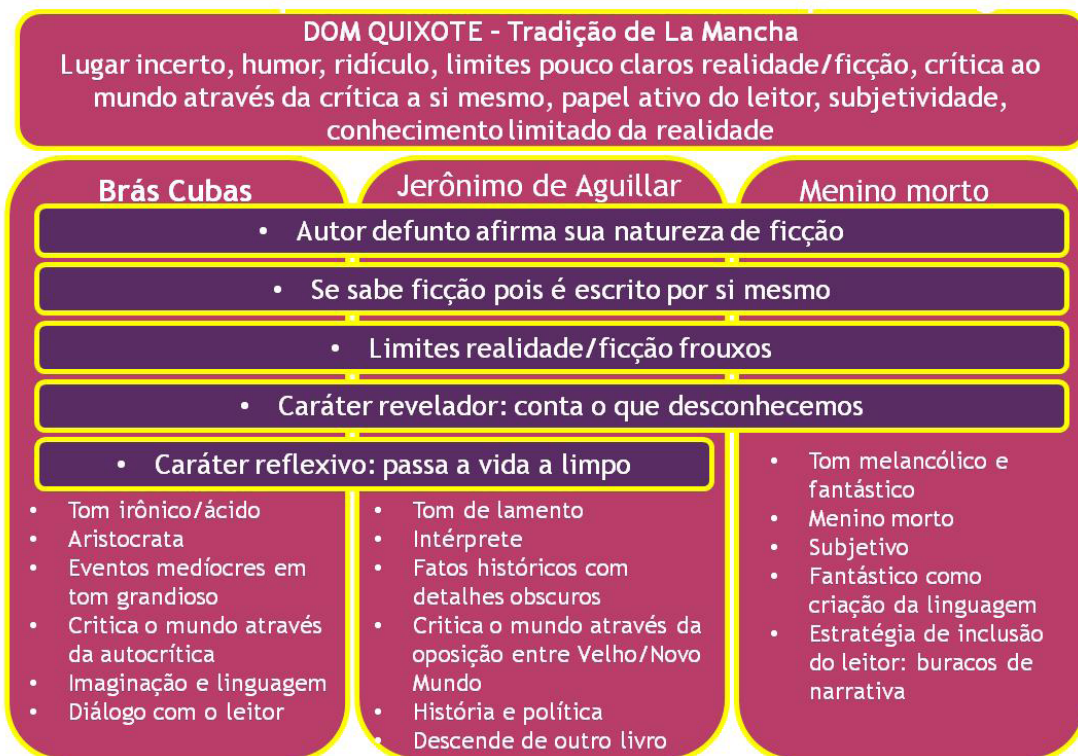 DOM QUIXOTE – Tradição de La Mancha
Lugar incerto, humor, ridículo, limites pouco claros realidade/ficção, crítica ao
mundo através da crítica a si mesmo, papel ativo do leitor, subjetividade,
conhecimento limitado da realidade
Brás Cubas
Jerônimo de Aguillar
Menino morto
• Autor defunto afirma sua natureza de ficção
• Se sabe ficção pois é escrito por si mesmo
• Limites realidade/ficção frouxos
• Caráter revelador: conta o que desconhecemos
• Caráter reflexivo: passa a vida a limpo
• Tom irônico/ácido
• Aristocrata
• Eventos medíocres em
tom grandioso
• Critica o mundo através
da autocrítica
• Imaginação e linguagem
• Diálogo com o leitor
• Tom de lamento
• Intérprete
• Fatos históricos com
detalhes obscuros
• Critica o mundo através da
oposição entre Velho/Novo
Mundo
• História e política
• Descende de outro livro
• Tom melancólico e
fantástico
• Menino morto
• Subjetivo
• Fantástico como
criação da linguagem
• Estratégia de inclusão
do leitor: buracos de
narrativa